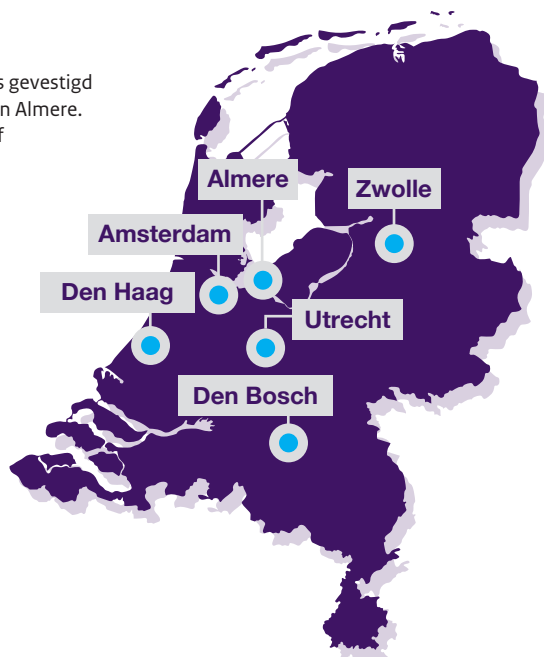 s gevestigd
n Almere.
f
Almere
Zwolle
Amsterdam
Den Haag
Utrecht
Den Bosch